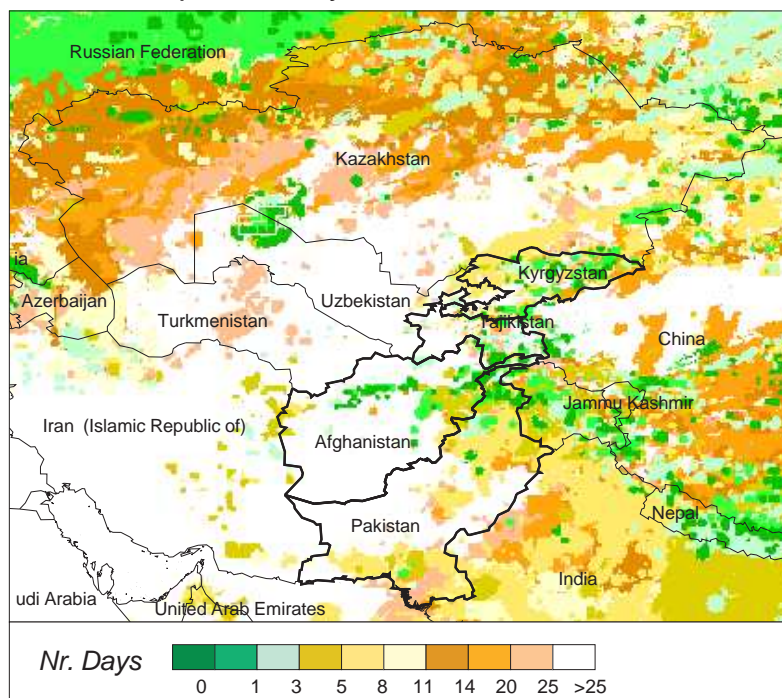 Russian Federation
Kazakhstan
ia
Kyrgyzstan
Azerbaijan
Uzbekistan
Turkmenistan
Tajikistan
China
Jammu Kashmir
Iran (Islamic Republic of)
Afghanistan
Nepal
Pakistan
India
udi Arabia
United Arab Emirates
Nr. Days
0 1 3 5 8 11 14 20 25 >25